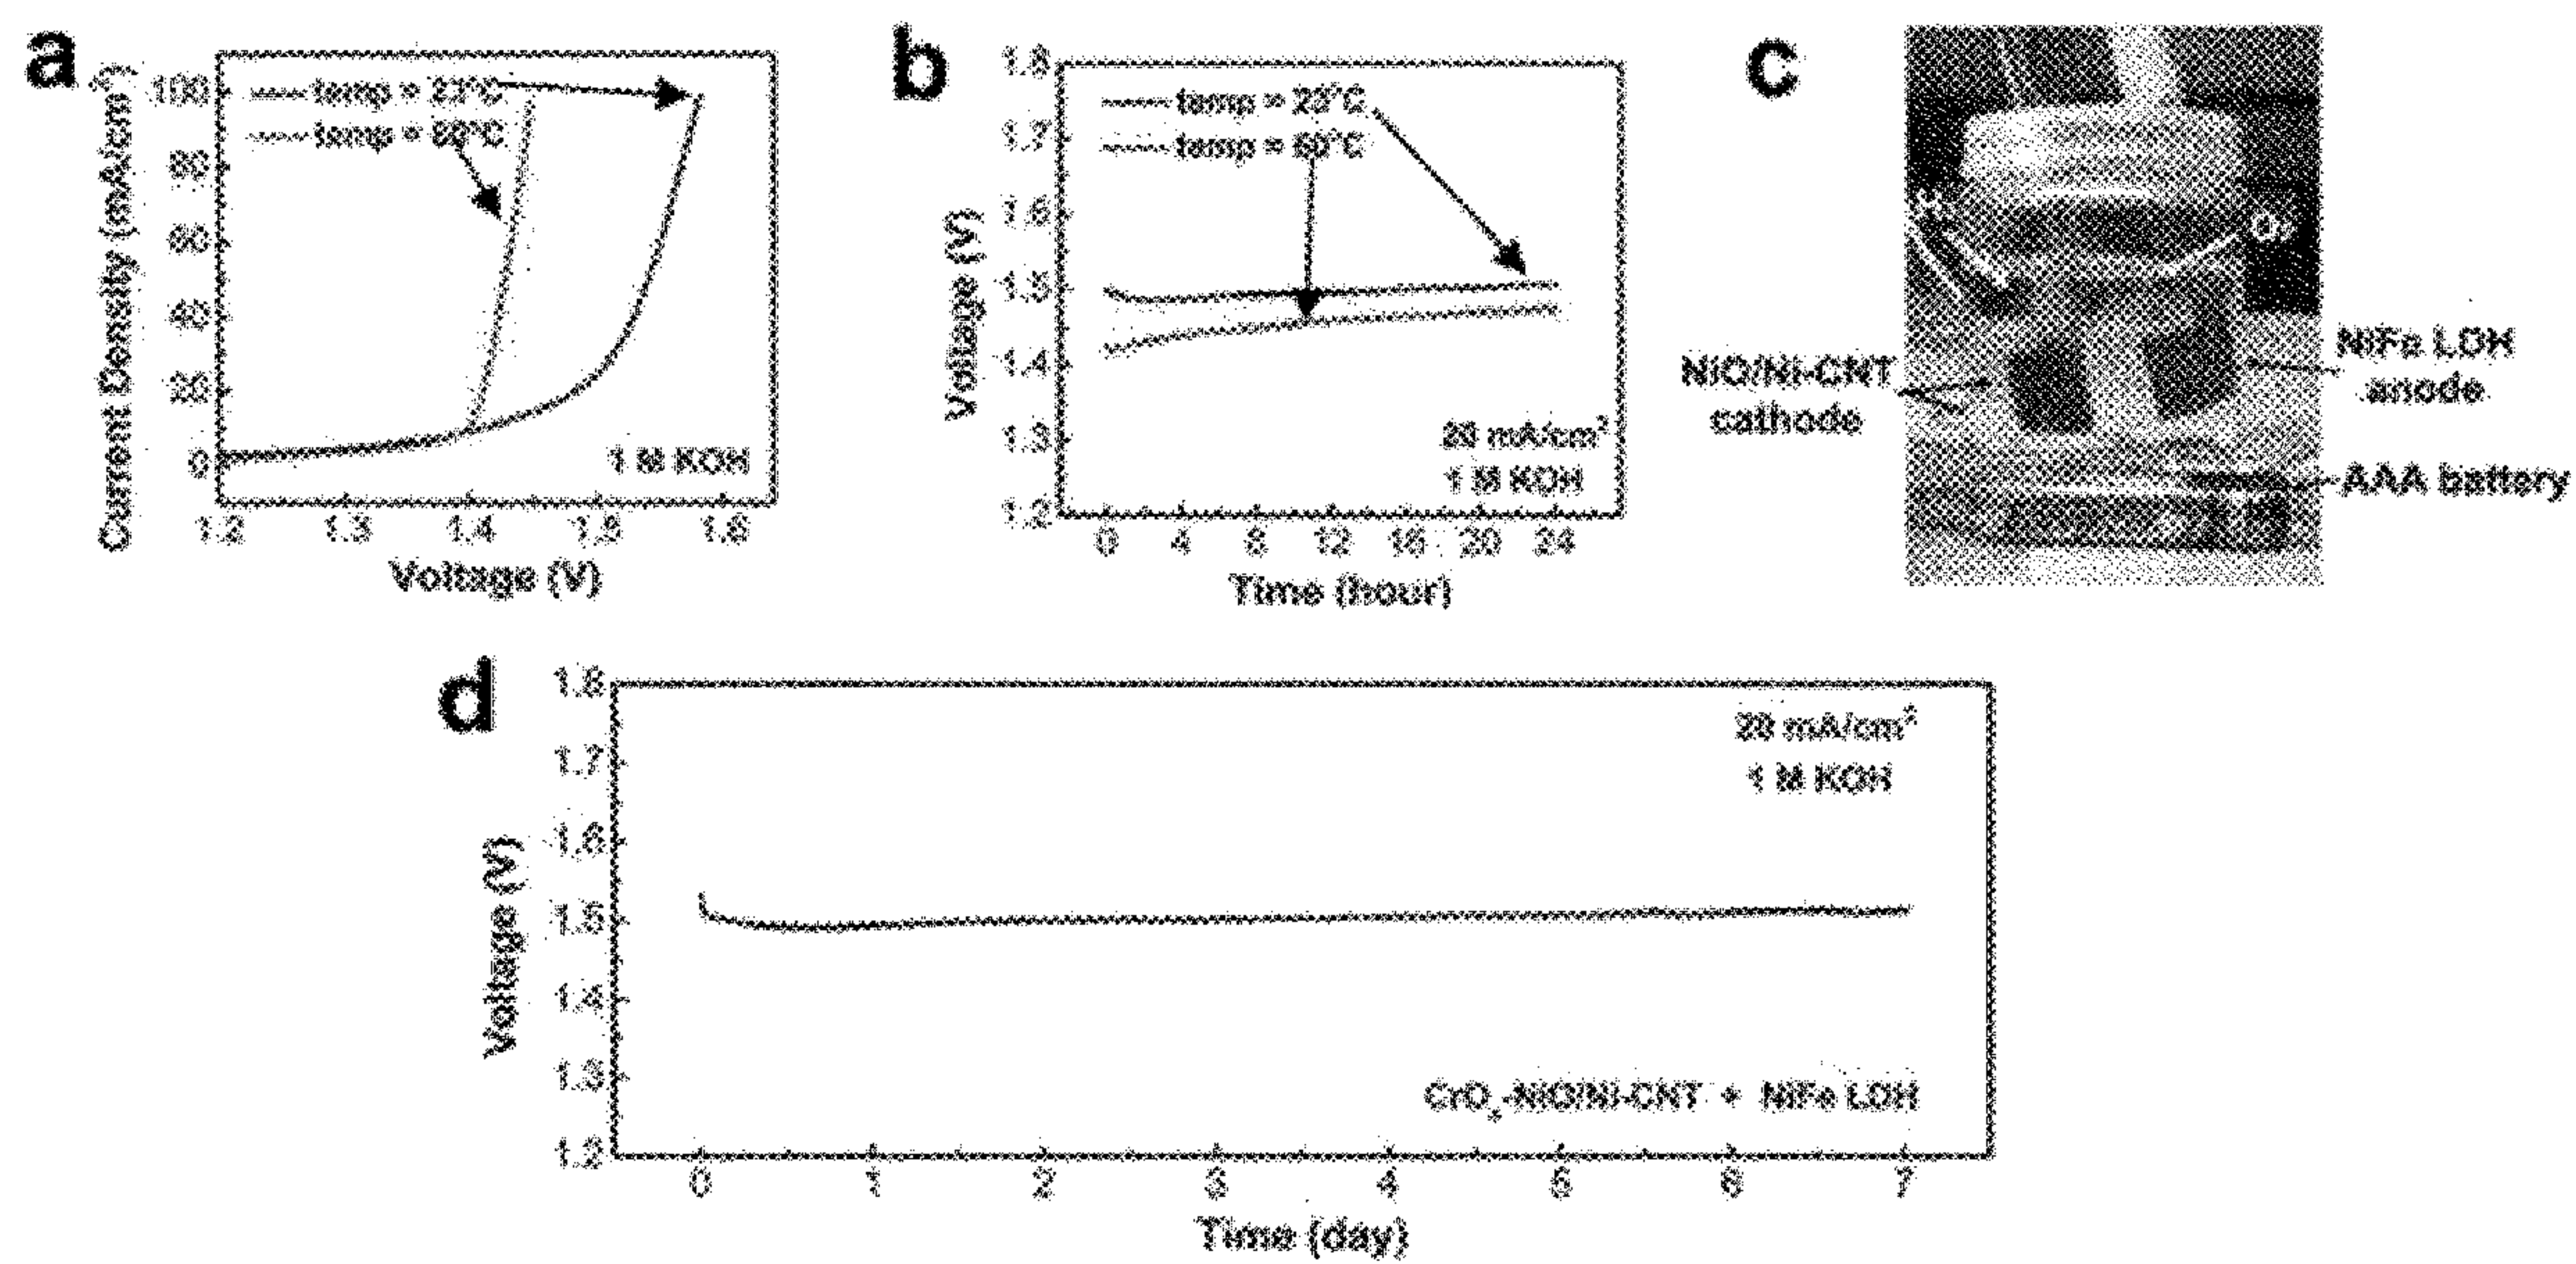 a
100
80
60
40
20
0
Current Density (mA/cm²)
temp = 23°C
temp = 60°C
1 M KOH
1.2 1.3 1.4 1.5 1.6
Voltage (V)
b
1.8
1.7
1.6
1.5
1.4
1.3
1.2
Voltage (V)
temp = 23°C
temp = 60°C
20 mA/cm²
1 M KOH
0 4 8 12 16 20 24
Time (hour)
c
O₂
NiO/Ni-CNT
cathode
NiFe LDH
anode
AAA battery
d
1.8
1.7
1.6
1.5
1.4
1.3
1.2
Voltage (V)
20 mA/cm²
1 M KOH
CrOₓ-NiO/Ni-CNT + NiFe LDH
0 1 2 3 4 5 6 7
Time (day)